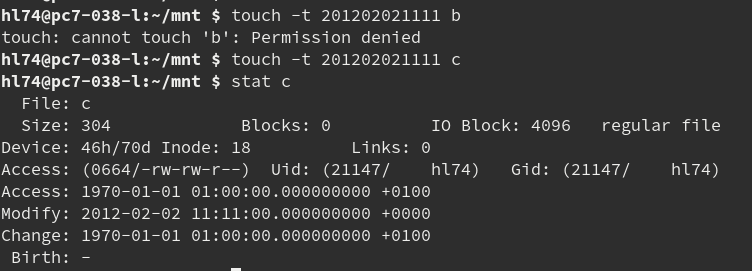 hl74@pc7-038-l:~/mnt $ touch -t 201202021111 b
touch: cannot touch 'b': Permission denied
hl74@pc7-038-l:~/mnt $ touch -t 201202021111 c
hl74@pc7-038-l:~/mnt $ stat c
  File: c
  Size: 304             Blocks: 0          IO Block: 4096   regular file
Device: 46h/70d Inode: 18          Links: 0
Access: (0664/-rw-rw-r--)  Uid: (21147/    hl74)   Gid: (21147/    hl74)
Access: 1970-01-01 01:00:00.000000000 +0100
Modify: 2012-02-02 11:11:00.000000000 +0000
Change: 1970-01-01 01:00:00.000000000 +0100
 Birth: -